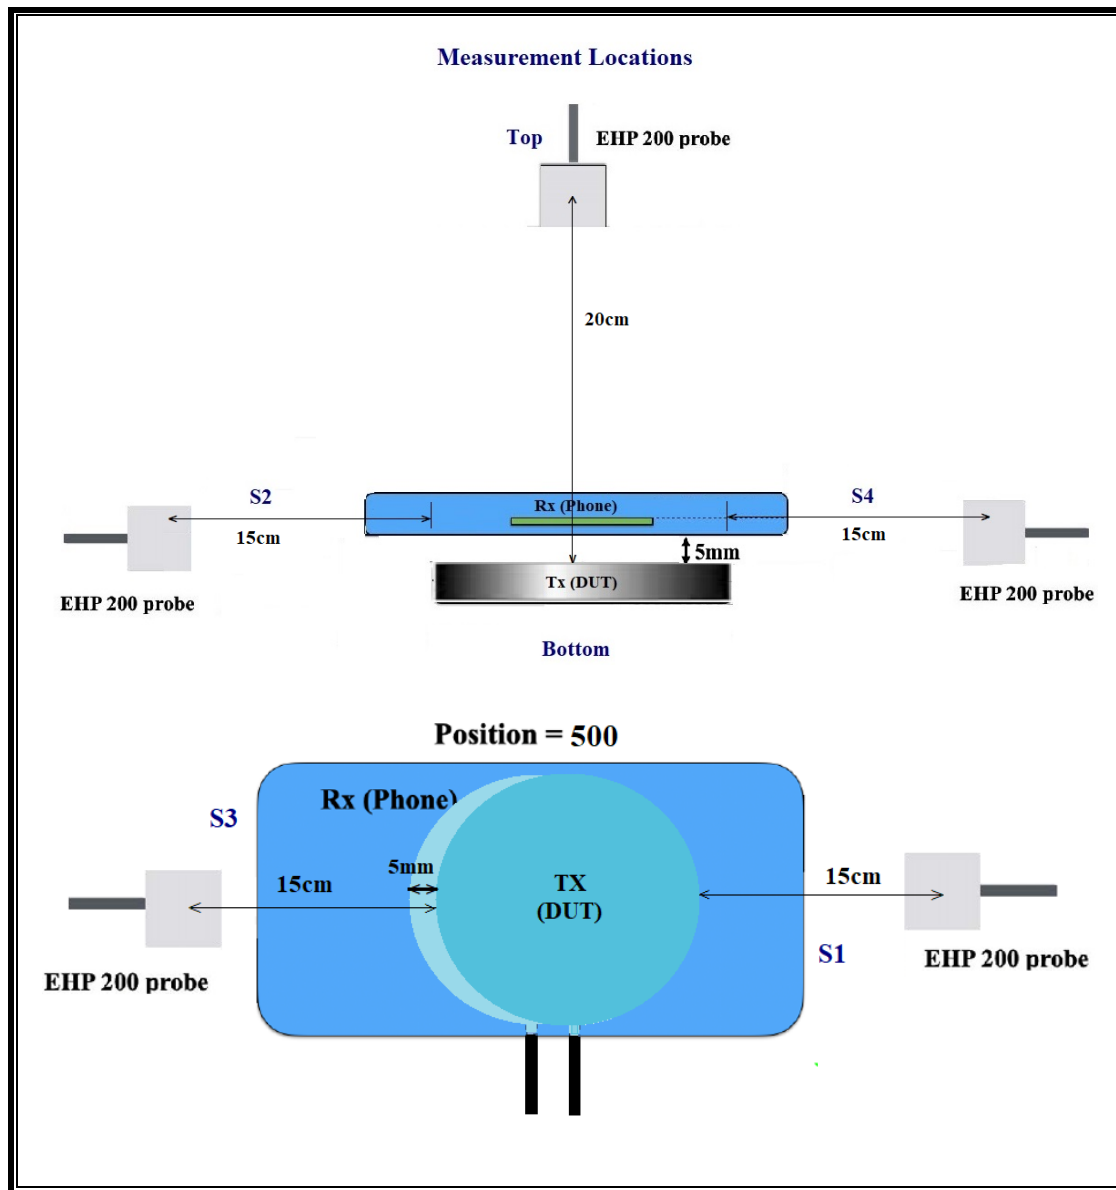 Measurement Locations
Top
EHP 200 probe
20cm
S2
Rx (Phone)
S4
15cm
15cm
5mm
Tx (DUT)
EHP 200 probe
EHP 200 probe
Bottom
Position = 500
Rx (Phone)
S3
5mm
15cm
TX
(DUT)
15cm
S1
EHP 200 probe
EHP 200 probe